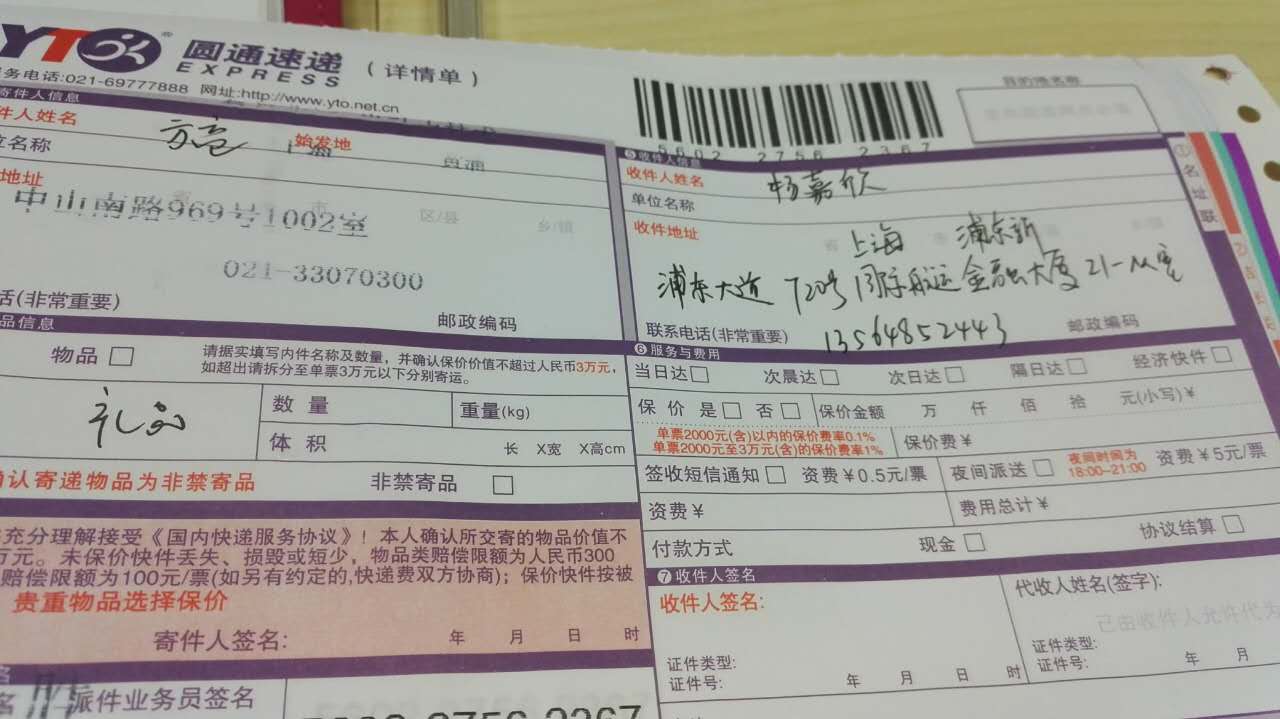 YTO 圆通速递 (详情单)
EXPRESS
务电话:021-69777888 网址:http://www.yto.net.cn
寄件人信息
件人姓名 方亮 始发地 上海
位名称
地址
中山南路969号1002室
省 市 区/县 乡/镇
021-33070300
话(非常重要) 邮政编码
品信息
物品 请据实填写内件名称及数量，并确认保价价值不超过人民币3万元，
如超出请拆分至单票3万元以下分别寄运。
礼品 数 量 重量(kg)
体 积 长 X宽 X高cm
确认寄递物品为非禁寄品 非禁寄品
充分理解接受《国内快递服务协议》！本人确认所交寄的物品价值不
万元。未保价快件丢失、损毁或短少，物品类赔偿限额为人民币300
赔偿限额为100元/票(如另有约定的,快递费双方协商)；保价快件按被
贵重物品选择保价
寄件人签名: 年 月 日 时
派件业务员签名
目的地名称
5602 2756 2367
⑤收件人信息
收件人姓名 杨嘉欣
单位名称
收件地址 上海 浦东新
浦东大道 720号 国际航运金融大厦 21-
联系电话(非常重要) 13564852443 邮政编码
⑥服务与费用
当日达 次晨达 次日达 隔日达 经济快件
保 价 是 否 保价金额 万 仟 佰 拾 元(小写)¥
单票2000元(含)以内的保价费率0.1%
单票2000元至3万元(含)的保价费率1% 保价费¥
签收短信通知 资费¥0.5元/票 夜间派送 夜间时间为
18:00-21:00 资费¥5元/票
资费¥ 费用总计¥
付款方式 现金 协议结算
⑦收件人签名
收件人签名: 代收人姓名(签字):
已由收件人允许代为
证件类型: 证件类型:
证件号: 年 月 日 时 证件号: 年 月
①名址联
5602 2756 2367